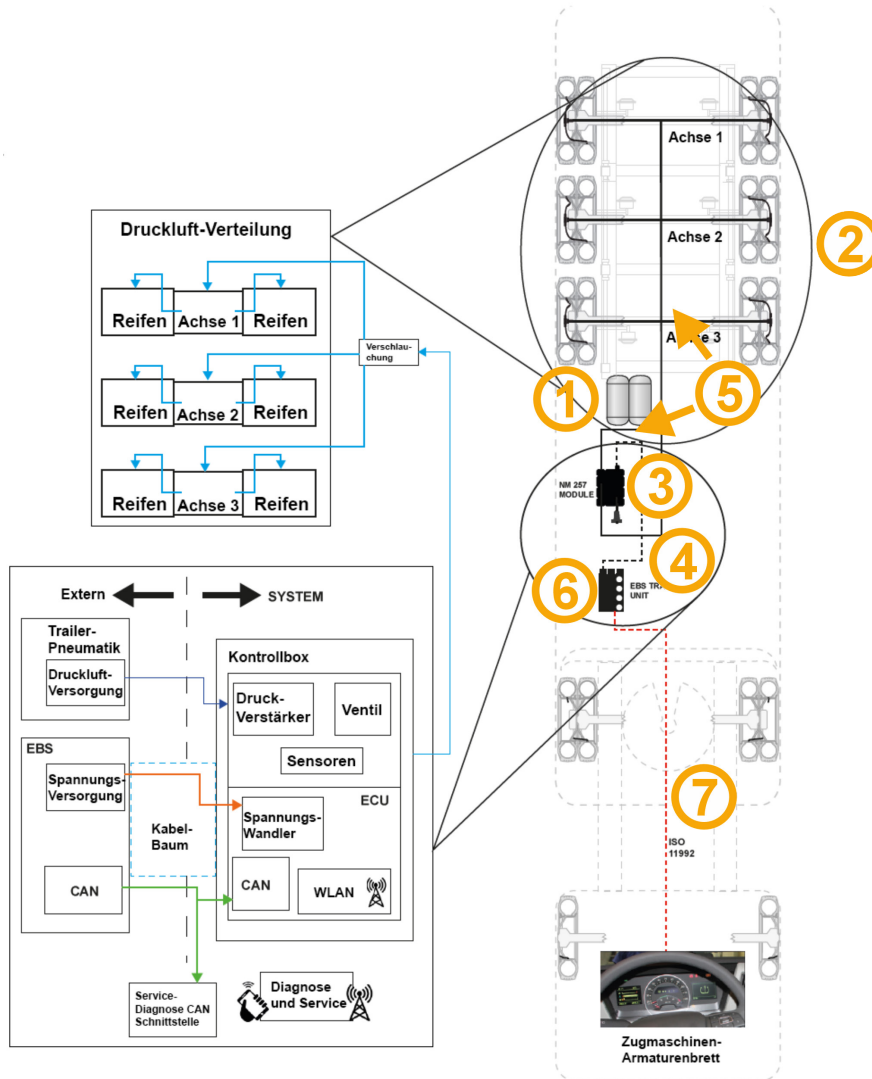 Druckluft-Verteilung
Reifen
Achse 1
Reifen
Verschlau-
chung
Reifen
Achse 2
Reifen
Reifen
Achse 3
Reifen
Achse 1
Achse 2
Achse 3
1
2
5
3
4
6
7
NM 257
MODULE
UNIT
ISO
11992
Zugmaschinen-
Armaturenbrett
Extern
SYSTEM
Trailer-
Pneumatik
Druckluft-
Versorgung
EBS
Spannungs-
Versorgung
CAN
Kabel-
Baum
Kontrollbox
Druck-
Verstärker
Ventil
Sensoren
ECU
Spannungs-
Wandler
CAN
WLAN
Service-
Diagnose CAN
Schnittstelle
Diagnose
und Service
EBS